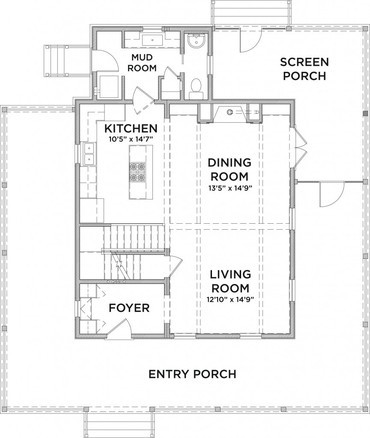 MUD
ROOM
SCREEN
PORCH
KITCHEN
10'5" x 14'7"
DINING
ROOM
13'5" x 14'9"
LIVING
ROOM
12'10" x 14'9"
FOYER
ENTRY PORCH